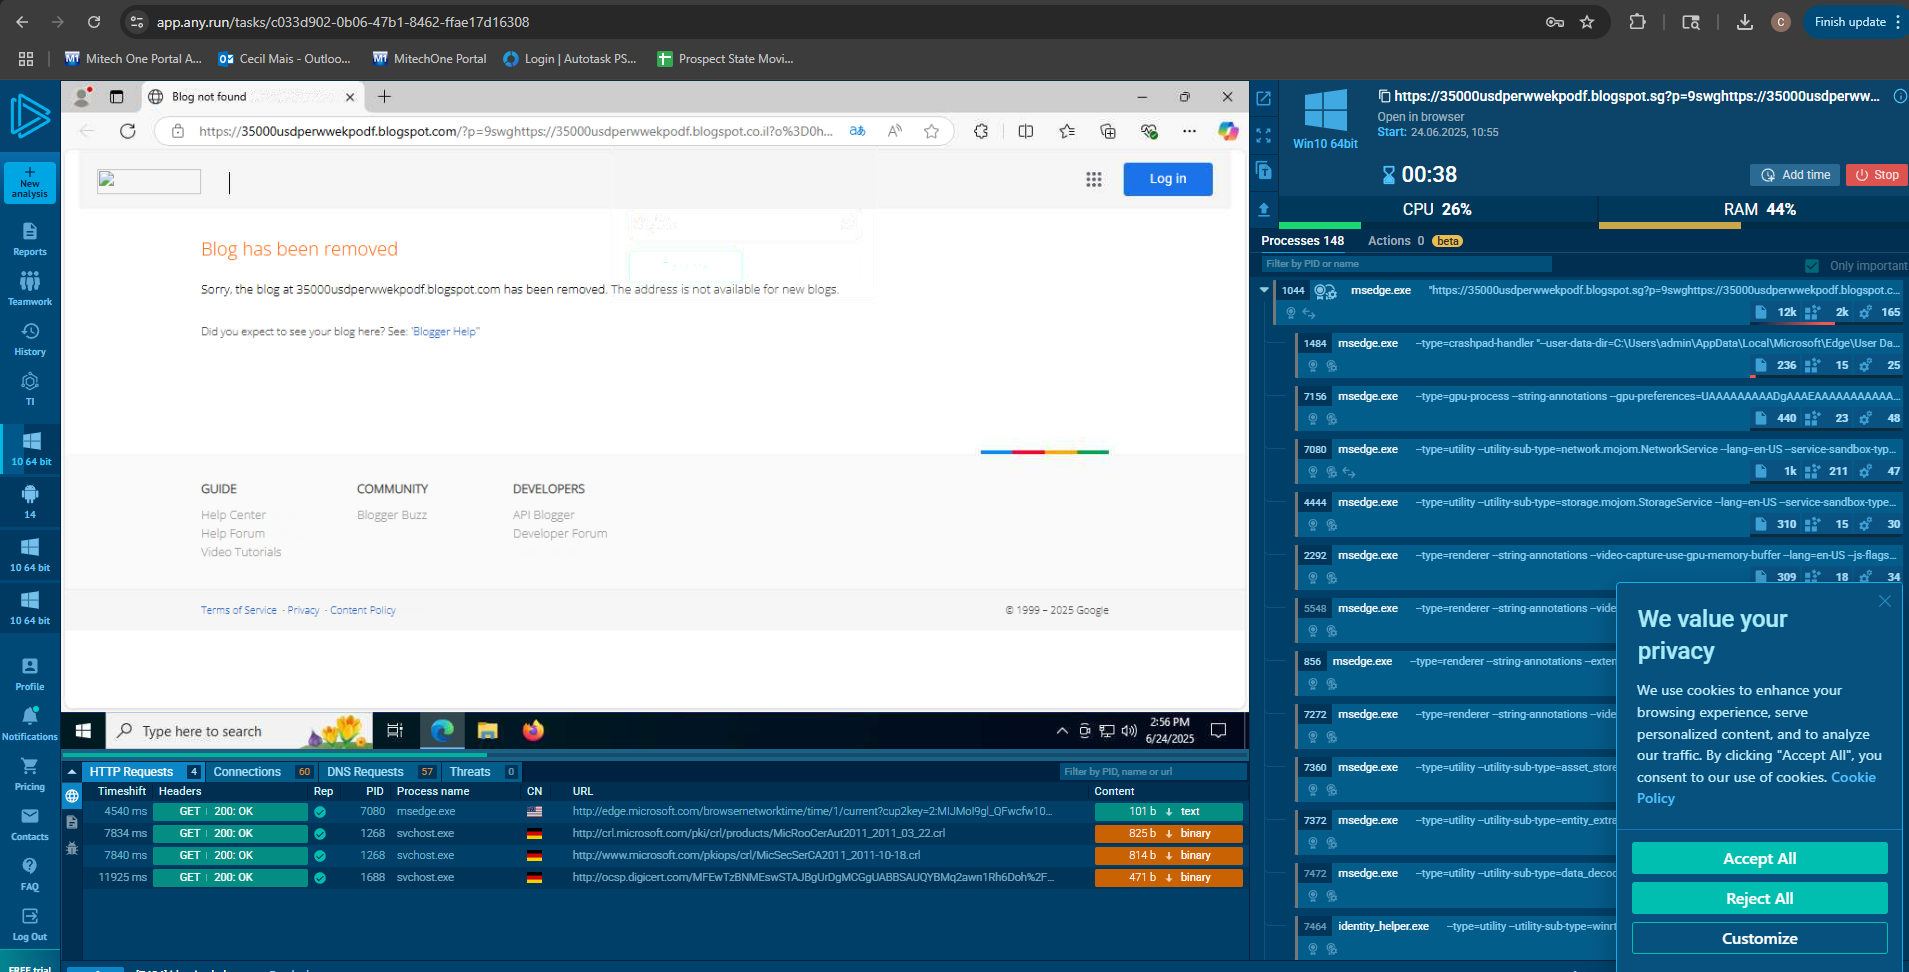 app.any.run/tasks/c033d902-0b06-47b1-8462-ffae17d16308
C
Finish update
Mitech One Portal A...
Cecil Mais - Outloo...
MitechOne Portal
Login | Autotask PS...
Prospect State Movi...
New analysis
Reports
Teamwork
History
TI
10 64 bit
14
10 64 bit
10 64 bit
Profile
Notifications
Pricing
Contacts
FAQ
Log Out
FREE trial
Blog not found
https://35000usdperwwekpodf.blogspot.com/?p=9swghttps://35000usdperwwekpodf.blogspot.co.il?o%3D0h...
Log in
Blog has been removed
Sorry, the blog at 35000usdperwwekpodf.blogspot.com has been removed. The address is not available for new blogs.
Did you expect to see your blog here? See: 'Blogger Help"
GUIDE COMMUNITY DEVELOPERS
Help Center Blogger Buzz API Blogger
Help Forum Developer Forum
Video Tutorials
Terms of Service - Privacy - Content Policy © 1999 – 2025 Google
Type here to search
2:56 PM
6/24/2025
HTTP Requests 4 Connections 60 DNS Requests 57 Threats 0 Filter by PID, name or url
Timeshift Headers Rep PID Process name CN URL Content
4540 ms GET 200: OK 7080 msedge.exe http://edge.microsoft.com/browsernetworktime/time/1/current?cup2key=2:MIJMoI9gl_QFwcfw10... 101 b text
7834 ms GET 200: OK 1268 svchost.exe http://crl.microsoft.com/pki/crl/products/MicRooCerAut2011_2011_03_22.crl 825 b binary
7840 ms GET 200: OK 1268 svchost.exe http://www.microsoft.com/pkiops/crl/MicSecSerCA2011_2011-10-18.crl 814 b binary
11925 ms GET 200: OK 1688 svchost.exe http://ocsp.digicert.com/MFEwTzBNMEswSTAJBgUrDgMCGgUABBSAUQYBMq2awn1Rh6Doh%2F... 471 b binary
Win10 64bit
https://35000usdperwwekpodf.blogspot.sg?p=9swghttps://35000usdperww...
Open in browser
Start: 24.06.2025, 10:55
00:38
Add time
Stop
CPU 26% RAM 44%
Processes 148 Actions 0 beta
Filter by PID or name Only important
1044 msedge.exe "https://35000usdperwwekpodf.blogspot.sg?p=9swghttps://35000usdperwwekpodf.blogspot.c...
12k 2k 165
1484 msedge.exe --type=crashpad-handler "--user-data-dir=C:\Users\admin\AppData\Local\Microsoft\Edge\User Da...
236 15 25
7156 msedge.exe --type=gpu-process --string-annotations --gpu-preferences=UAAAAAAAAADgAAAEAAAAAAAAAAA...
440 23 48
7080 msedge.exe --type=utility --utility-sub-type=network.mojom.NetworkService --lang=en-US --service-sandbox-typ...
1k 211 47
4444 msedge.exe --type=utility --utility-sub-type=storage.mojom.StorageService --lang=en-US --service-sandbox-type...
310 15 30
2292 msedge.exe --type=renderer --string-annotations --video-capture-use-gpu-memory-buffer --lang=en-US --js-flags...
309 18 34
5548 msedge.exe --type=renderer --string-annotations --vide
856 msedge.exe --type=renderer --string-annotations --exten
7272 msedge.exe --type=renderer --string-annotations --vide
7360 msedge.exe --type=utility --utility-sub-type=asset_store
7372 msedge.exe --type=utility --utility-sub-type=entity_extra
7472 msedge.exe --type=utility --utility-sub-type=data_decod
7464 identity_helper.exe --type=utility --utility-sub-type=winrt
We value your
privacy
We use cookies to enhance your
browsing experience, serve
personalized content, and to analyze
our traffic. By clicking "Accept All", you
consent to our use of cookies. Cookie
Policy
Accept All
Reject All
Customize